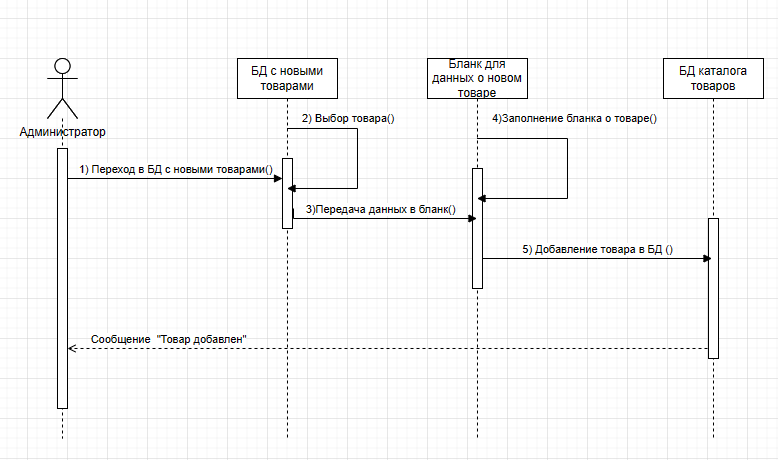 БД с новыми
товарами
Бланк для
данных о новом
товаре
БД каталога
товаров
Администратор
2) Выбор товара()
4)Заполнение бланка о товаре()
1) Переход в БД с новыми товарами()
3)Передача данных в бланк()
5) Добавление товара в БД ()
Сообщение "Товар добавлен"